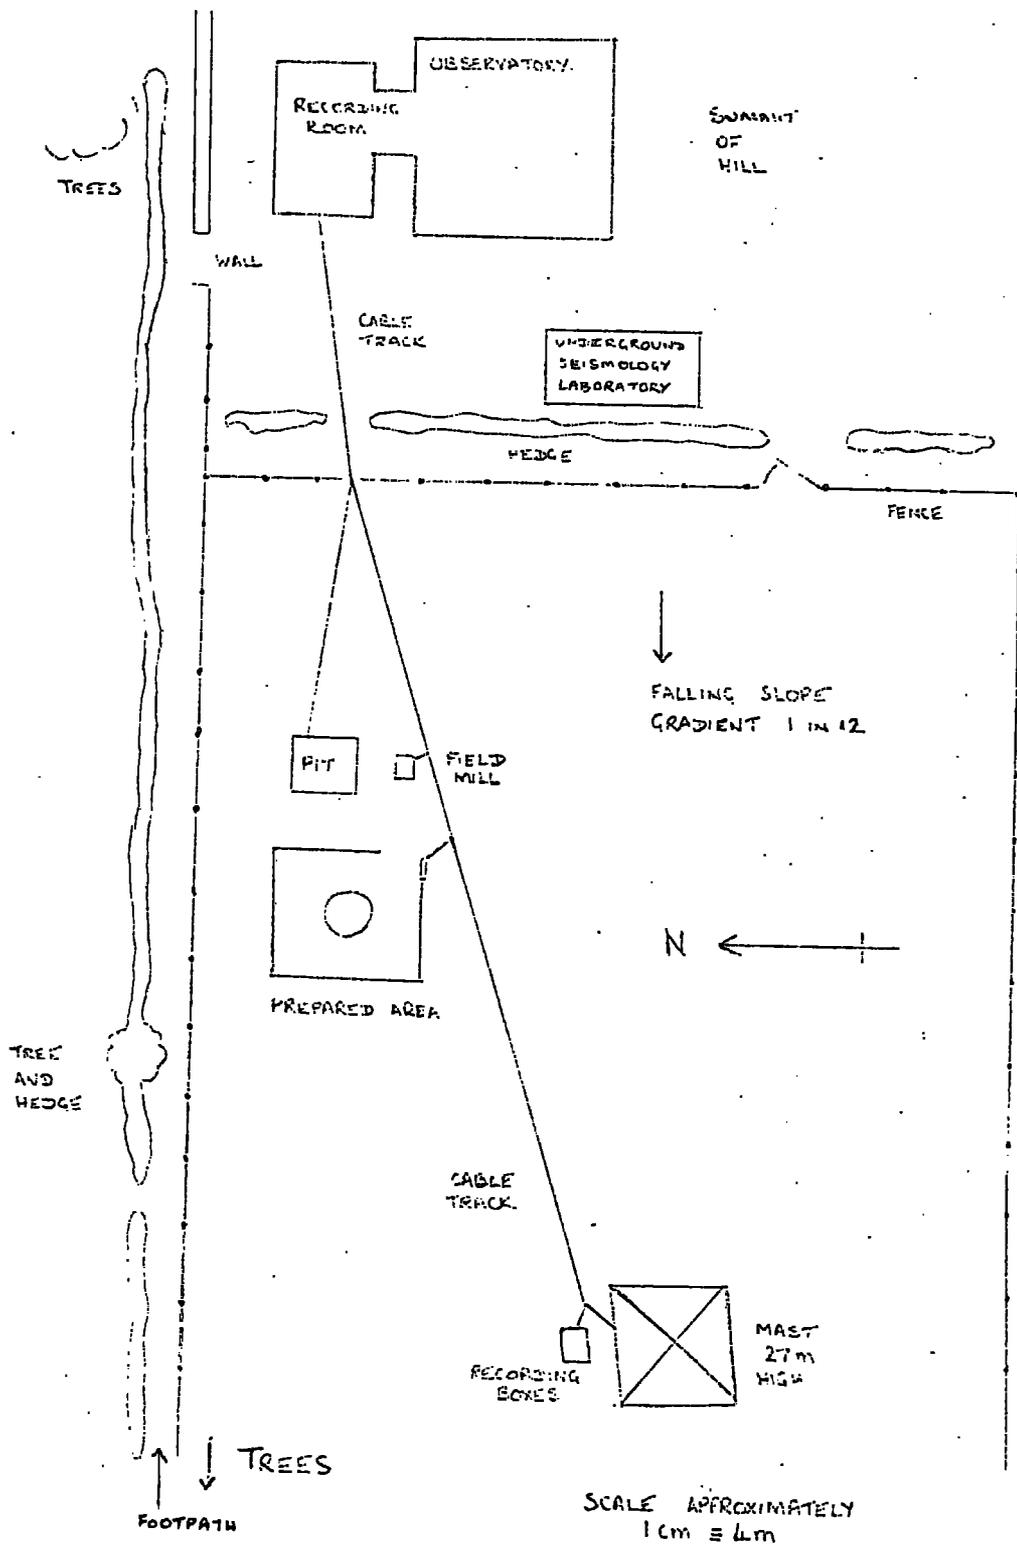 OBSERVATORY.
RECORDING
ROOM
SUMMIT
OF
HILL
TREES
WALL
CABLE
TRACK
UNDERGROUND
SEISMOLOGY
LABORATORY
HEDGE
FENCE
FALLING SLOPE
GRADIENT 1 IN 12
PIT
FIELD
MILL
N
PREPARED AREA
TREE
AND
HEDGE
CABLE
TRACK.
MAST
27m
HIGH
RECORDING
BOXES
TREES
FOOTPATH
SCALE APPROXIMATELY
1cm ≡ 4m